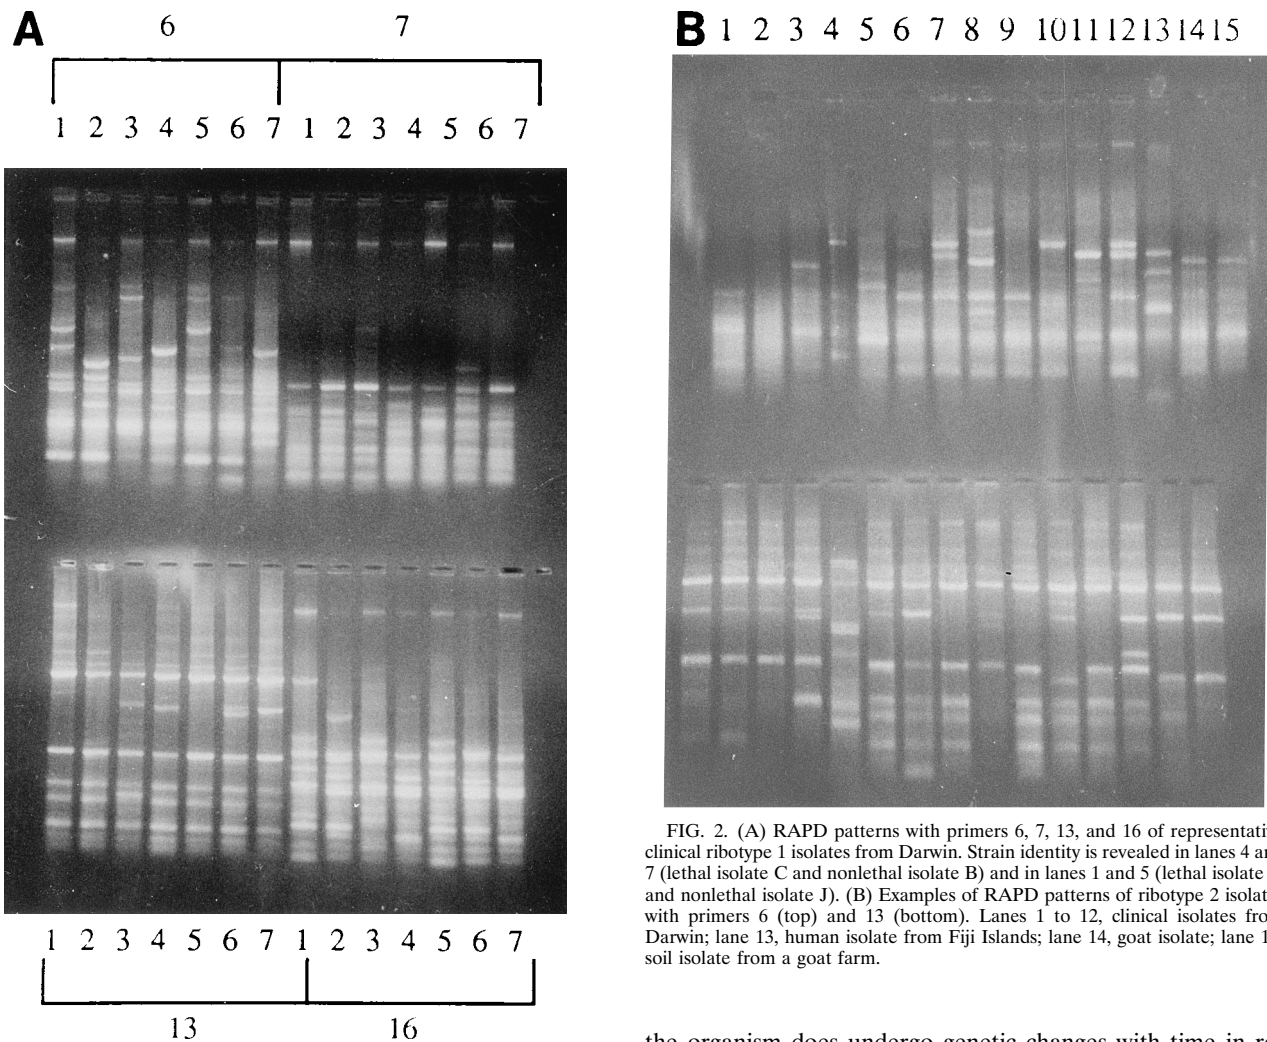 A
6 7
1 2 3 4 5 6 7 1 2 3 4 5 6 7
1 2 3 4 5 6 7 1 2 3 4 5 6 7
13 16
B 1 2 3 4 5 6 7 8 9 10 11 12 13 14 15
FIG. 2. (A) RAPD patterns with primers 6, 7, 13, and 16 of
clinical ribotype 1 isolates from Darwin. Strain identity is revealed in lanes 4
7 (lethal isolate C and nonlethal isolate B) and in lanes 1 and 5 (lethal isolate
and nonlethal isolate J). (B) Examples of RAPD patterns of ribotype 2
with primers 6 (top) and 13 (bottom). Lanes 1 to 12, clinical isolates
Darwin; lane 13, human isolate from Fiji Islands; lane 14, goat isolate; lane
soil isolate from a goat farm.
the organism does undergo genetic changes with time in